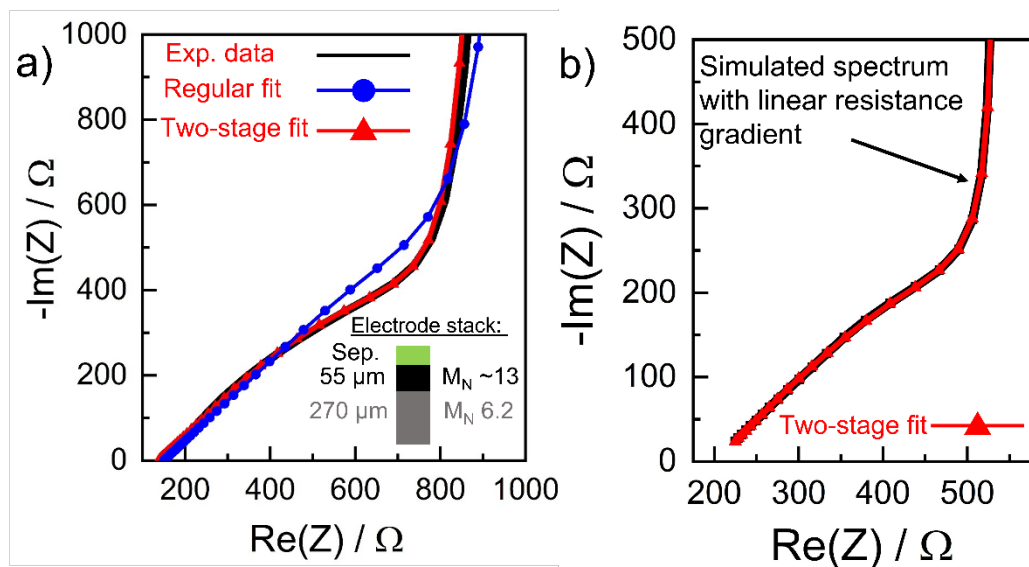 a)
Exp. data
Regular fit
Two-stage fit
-Im(Z) / Ω
1000
800
600
400
200
0
Electrode stack:
Sep.
55 µm
M_N ~13
270 µm
M_N 6.2
200 400 600 800 1000
Re(Z) / Ω
b)
Simulated spectrum
with linear resistance
gradient
-Im(Z) / Ω
500
400
300
200
100
0
Two-stage fit
200 300 400 500
Re(Z) / Ω